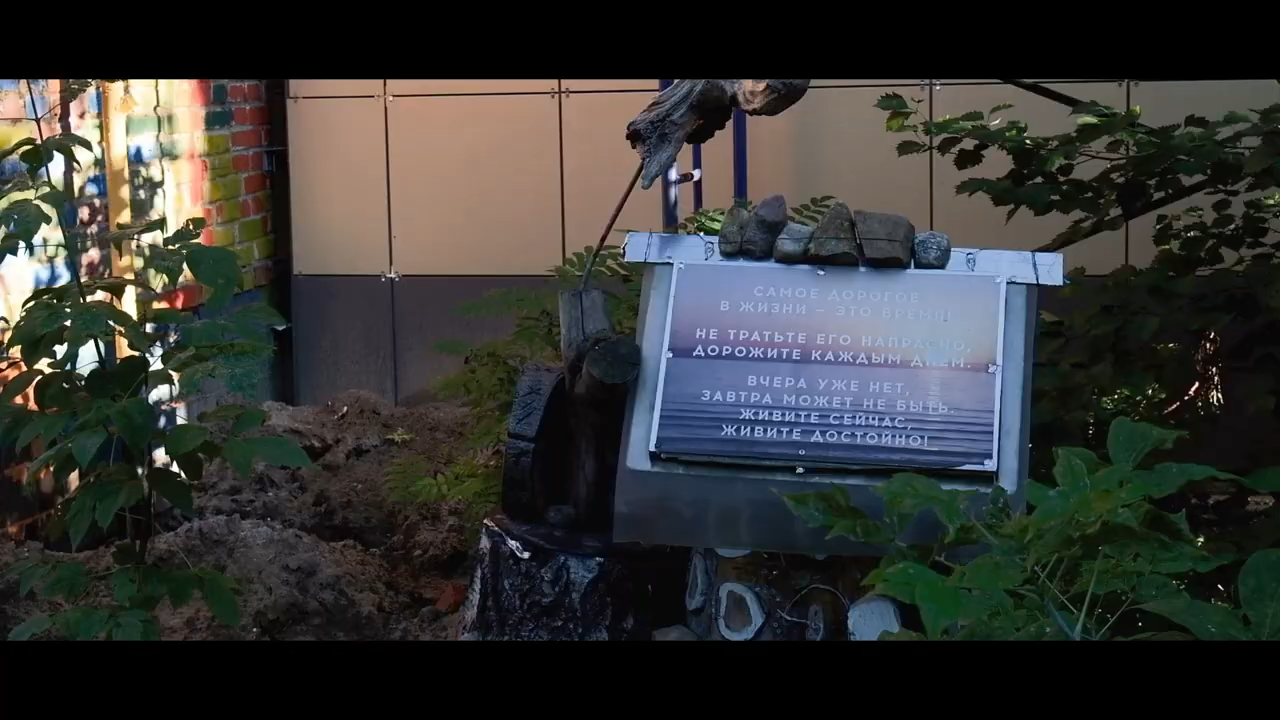 САМОЕ ДОРОГОЕ
В ЖИЗНИ – ЭТО ВРЕМЯ!
НЕ ТРАТЬТЕ ЕГО НАПРАСНО,
ДОРОЖИТЕ КАЖДЫМ ДНЕМ.
ВЧЕРА УЖЕ НЕТ,
ЗАВТРА МОЖЕТ НЕ БЫТЬ.
ЖИВИТЕ СЕЙЧАС,
ЖИВИТЕ ДОСТОЙНО!